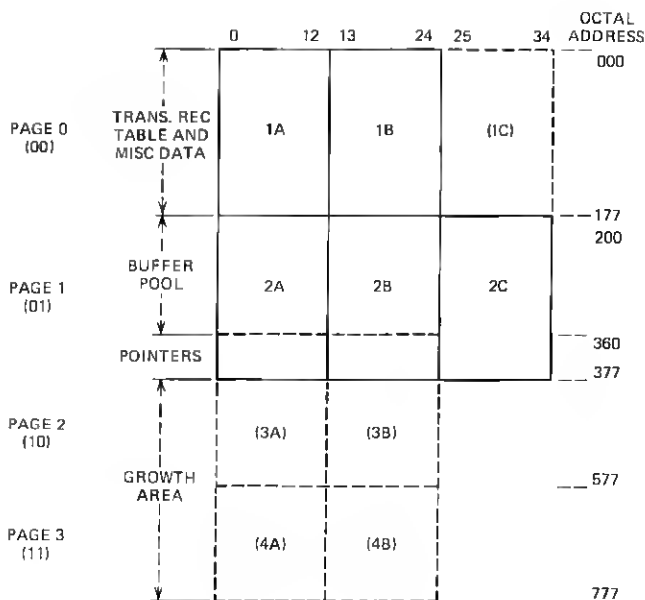 OCTAL
ADDRESS
0 12 13 24 25 34
000
PAGE 0
(00)
TRANS. REC
TABLE AND
MISC DATA
1A 1B (1C)
177
200
PAGE 1
(01)
BUFFER
POOL
2A 2B 2C
360
POINTERS
377
PAGE 2
(10)
(3A) (3B)
GROWTH
AREA
577
PAGE 3
(11)
(4A) (4B)
777